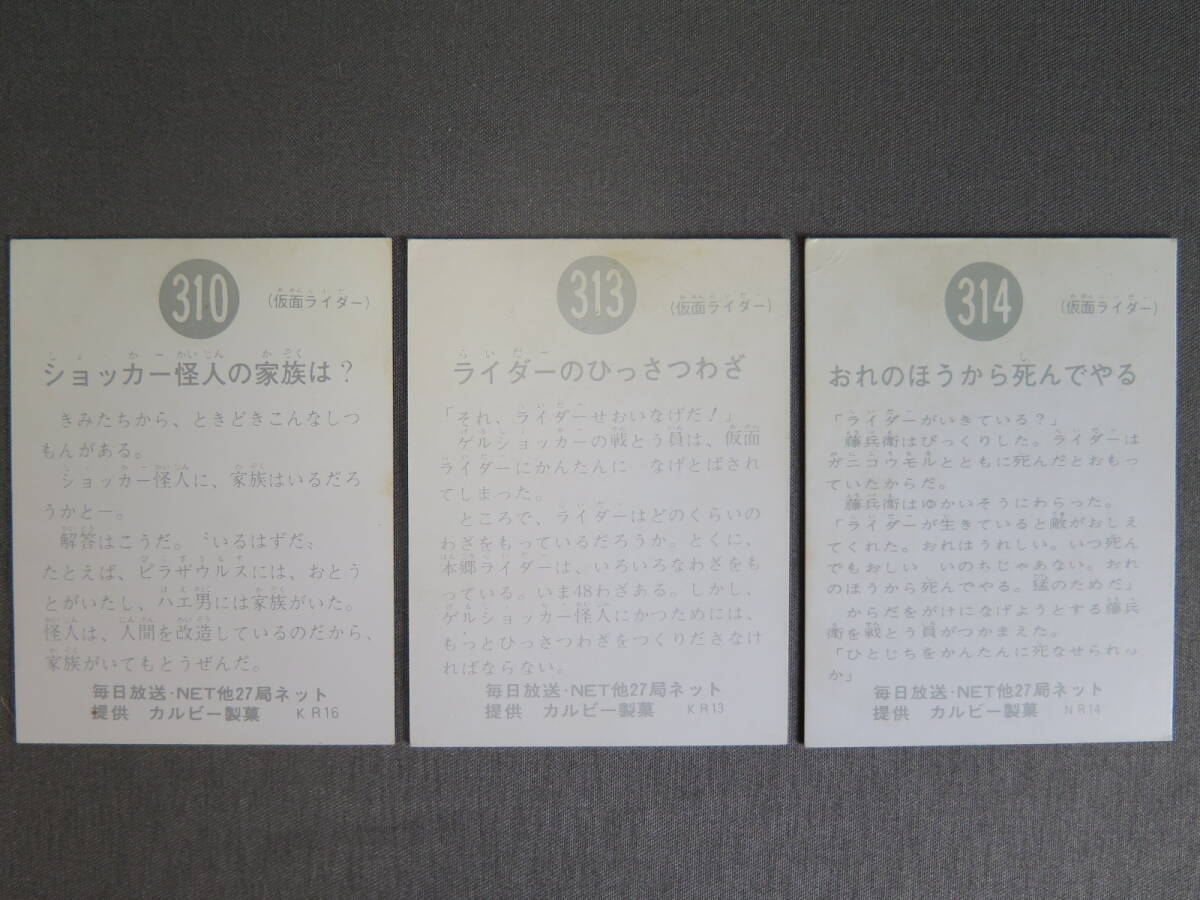 310
(仮面ライダー)
ショッカー怪人の家族は?
きみたちから、ときどきこんなしつ
もんがある。
ショッカー怪人に、家族はいるだろ
うかと―。
解答はこうだ。〝いるはずだ〟
たとえば、ピラザウルスには、おとう
とがいたし、ハエ男には家族がいた。
怪人は、人間を改造しているのだから、
家族がいてもとうぜんだ。
毎日放送・NET他27局ネット
提供 カルビー製菓 KR16
313
(仮面ライダー)
ライダーのひっさつわざ
「それ、ライダーせおいなげだ!」
ゲルショッカーの戦とう員は、仮面
ライダーにかんたんに なげとばされ
てしまった。
ところで、ライダーはどのくらいの
わざをもっているだろうか。とくに、
本郷ライダーは、いろいろなわざをも
っている。いま48わざある。しかし、
ゲルショッカー怪人にかつためには、
もっとひっさつわざをつくりださなけ
ればならない。
毎日放送・NET他27局ネット
提供 カルビー製菓 KR13
314
(仮面ライダー)
おれのほうから死んでやる
「ライダーがいきている?」
藤兵衛はびっくりした。ライダーは
ガニコウモルとともに死んだとおもっ
ていたからだ。
藤兵衛はゆかいそうにわらった。
「ライダーが生きていると敵がおしえ
てくれた。おれはうれしい。いつ死ん
でもおしい いのちじゃあない。おれ
のほうから死んでやる。猛のためだ」
からだをがけになげようとする藤兵
衛を戦とう員がつかまえた。
「ひとじちをかんたんに死なせられっ
か」
毎日放送・NET他27局ネット
提供 カルビー製菓 NR14